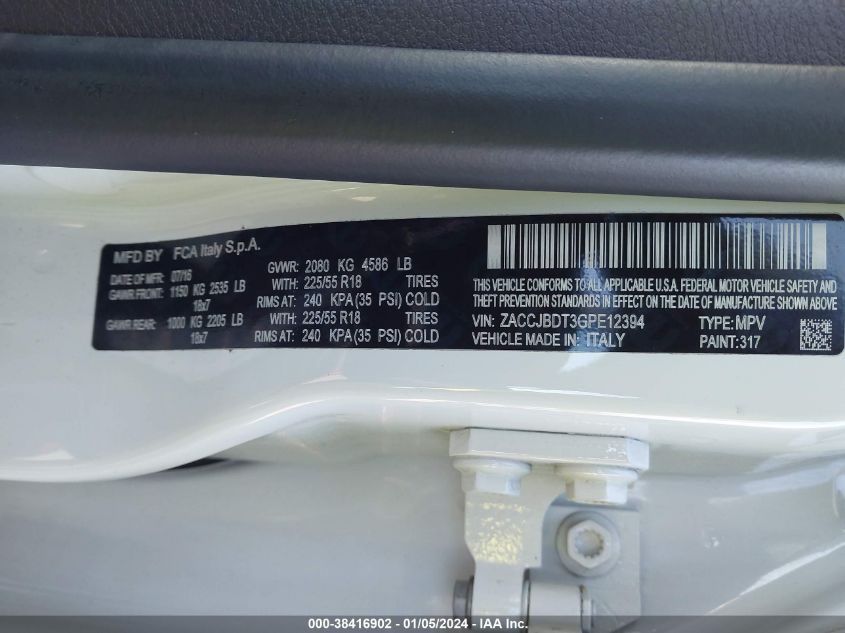 MFD BY FCA Italy S.p.A.
DATE OF MFR 07/16
GAWR FRONT: 1150 KG 2535 LB
18x7
GAWR REAR: 1000 KG 2205 LB
18x7
GVWR: 2080 KG 4586 LB
WITH: 225/55 R18 TIRES
RIMS AT: 240 KPA(35 PSI) COLD
WITH: 225/55 R18 TIRES
RIMS AT: 240 KPA(35 PSI) COLD
THIS VEHICLE CONFORMS TO ALL APPLICABLE U.S.A. FEDERAL MOTOR VEHICLE SAFETY AND
THEFT PREVENTION STANDARDS IN EFFECT ON THE DATE OF MANUFACTURE SHOWN ABOVE.
VIN: ZACCJBDT3GPE12394 TYPE: MPV
VEHICLE MADE IN: ITALY PAINT: 317
000-38416902 - 01/05/2024 - IAA Inc.